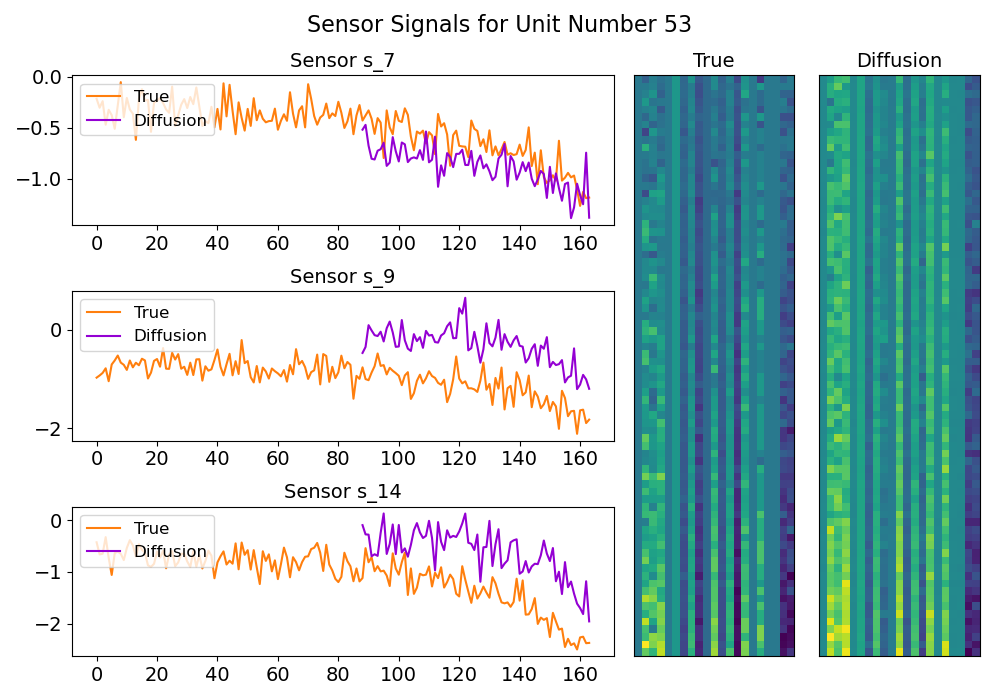 Sensor Signals for Unit Number 53
Sensor s_7
True
Diffusion
0.0
−0.5
−1.0
0 20 40 60 80 100 120 140 160
Sensor s_9
True
Diffusion
0
−2
0 20 40 60 80 100 120 140 160
Sensor s_14
True
Diffusion
0
−1
−2
0 20 40 60 80 100 120 140 160
True
Diffusion